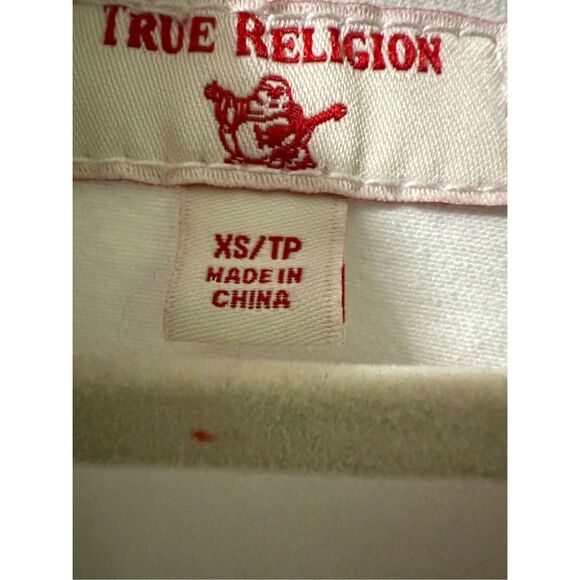 TRUE RELIGION
XS/TP
MADE IN
CHINA